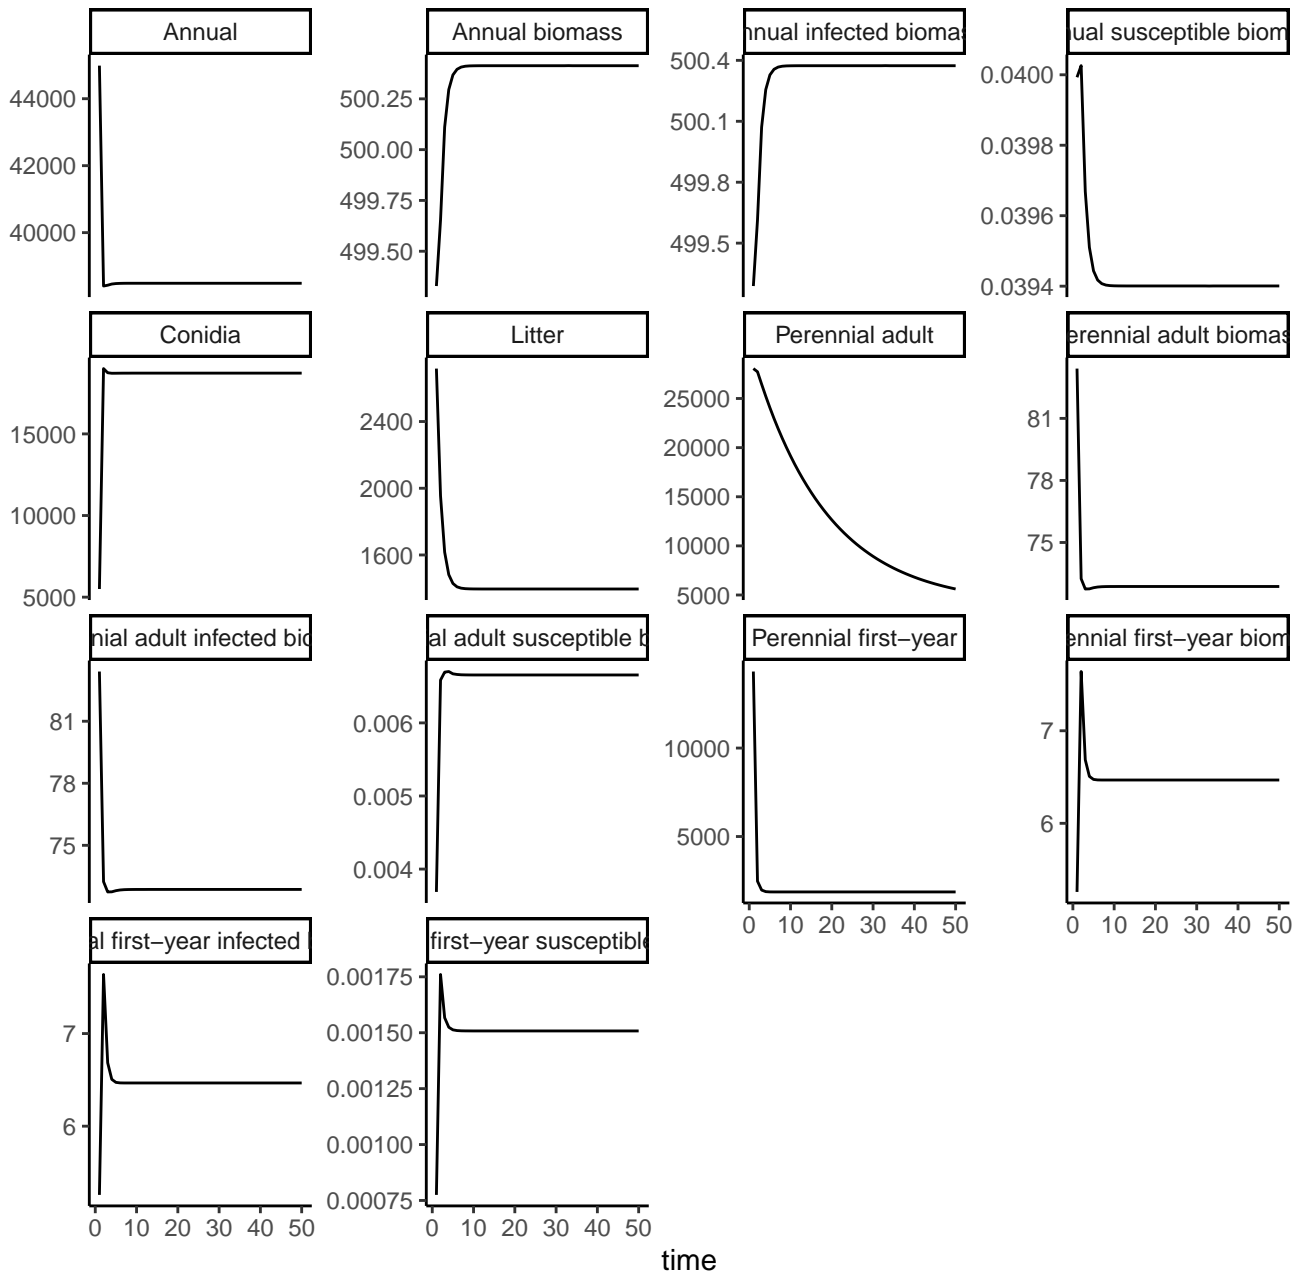 Annual
Annual biomass
nnual infected biomas
ual susceptible biom
44000
42000
40000
500.25
500.00
499.75
499.50
500.4
500.1
499.8
499.5
0.0400
0.0398
0.0396
0.0394
Conidia
Litter
Perennial adult
erennial adult biomas
15000
10000
5000
2400
2000
1600
25000
20000
15000
10000
5000
81
78
75
nial adult infected bio
al adult susceptible b
Perennial first−year
ennial first−year biom
81
78
75
0.006
0.005
0.004
10000
5000
7
6
0 10 20 30 40 50
0 10 20 30 40 50
al first−year infected
first−year susceptible
7
6
0.00175
0.00150
0.00125
0.00100
0.00075
0 10 20 30 40 50
0 10 20 30 40 50
time